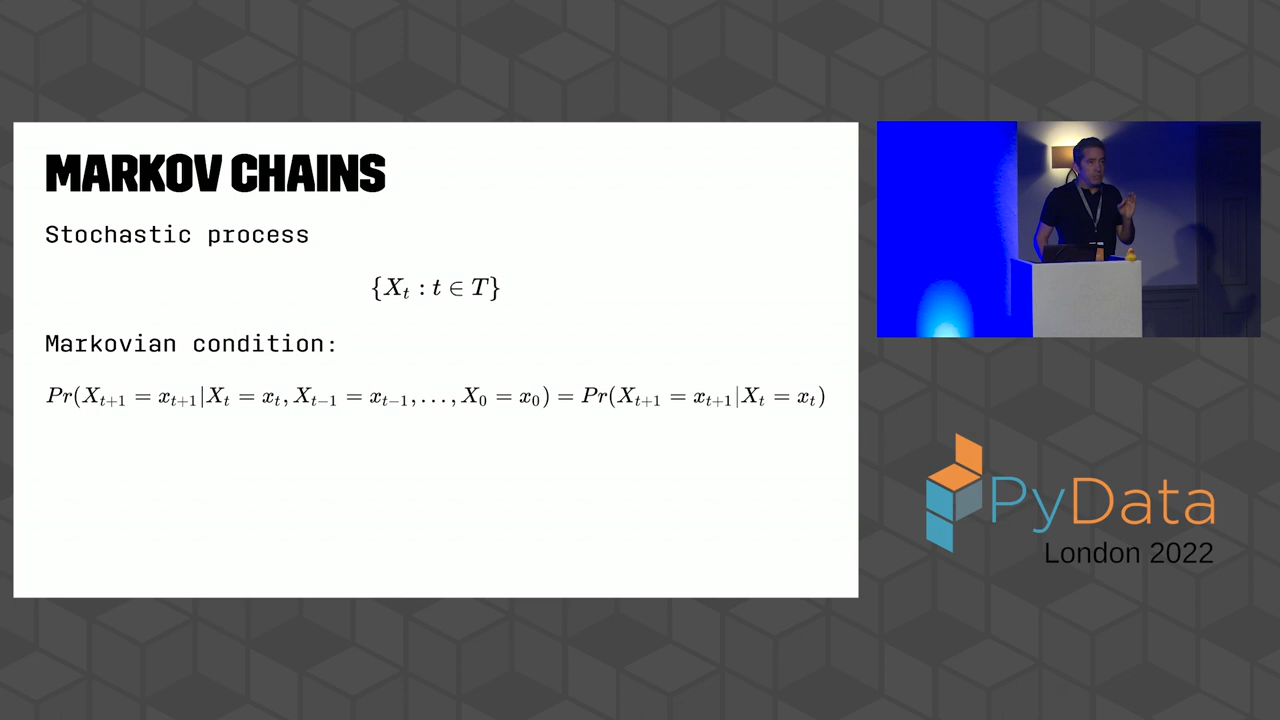 MARKOV CHAINS
Stochastic process
{X_t : t ∈ T}
Markovian condition:
Pr(X_{t+1} = x_{t+1}|X_t = x_t, X_{t−1} = x_{t−1}, . . . , X_0 = x_0) = Pr(X_{t+1} = x_{t+1}|X_t = x_t)
PyData
London 2022